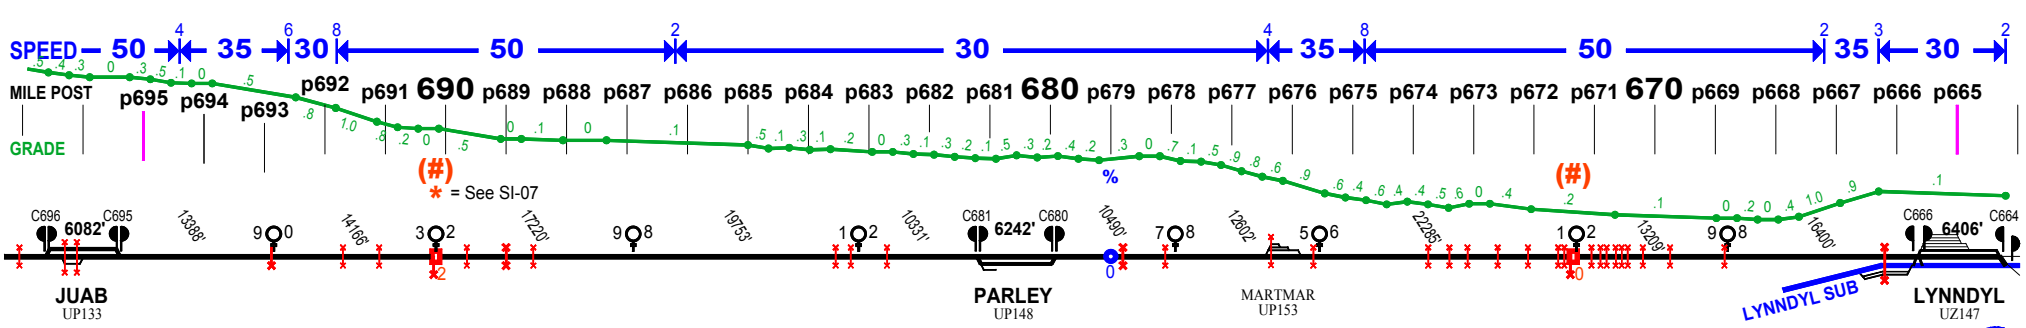 4 6 8 2 4 8 2 3 2
SPEED 50 35 30 50 30 35 50 35 30
.5 .4 .3 0 .3 .5 .1 0 .5 .8 1.0 .8 .2 0 .5 0 .1 0 .1 .5 .1 .3 .1 .2 0 .3 .1 .3 .2 .1 .5 .3 .2 .4 .2 .3 0 .7 .1 .5 .9 .8 .6 .9 .6 .4 .6 .4 .4 .5 .6 0 .4 .2 .1 0 .2 0 .4 1.0 .9 .1
MILE POST p695 p694 p693 p692 p691 690 p689 p688 p687 p686 p685 p684 p683 p682 p681 680 p679 p678 p677 p676 p675 p674 p673 p672 p671 670 p669 p668 p667 p666 p665
GRADE
(#) % (#)
* = See SI-07
C696 6082' C695 13388' 14166' 17220' 19753' 10331' C681 6242' C680 10490' 12602' 22285' 13209' 16400' C666 6406' C664
9 0 3 2 9 8 1 2 7 8 5 6 1 2 9 8
2 0 0
JUAB PARLEY MARTMAR LYNNDYL SUB LYNNDYL
UP133 UP148 UP153 UZ147